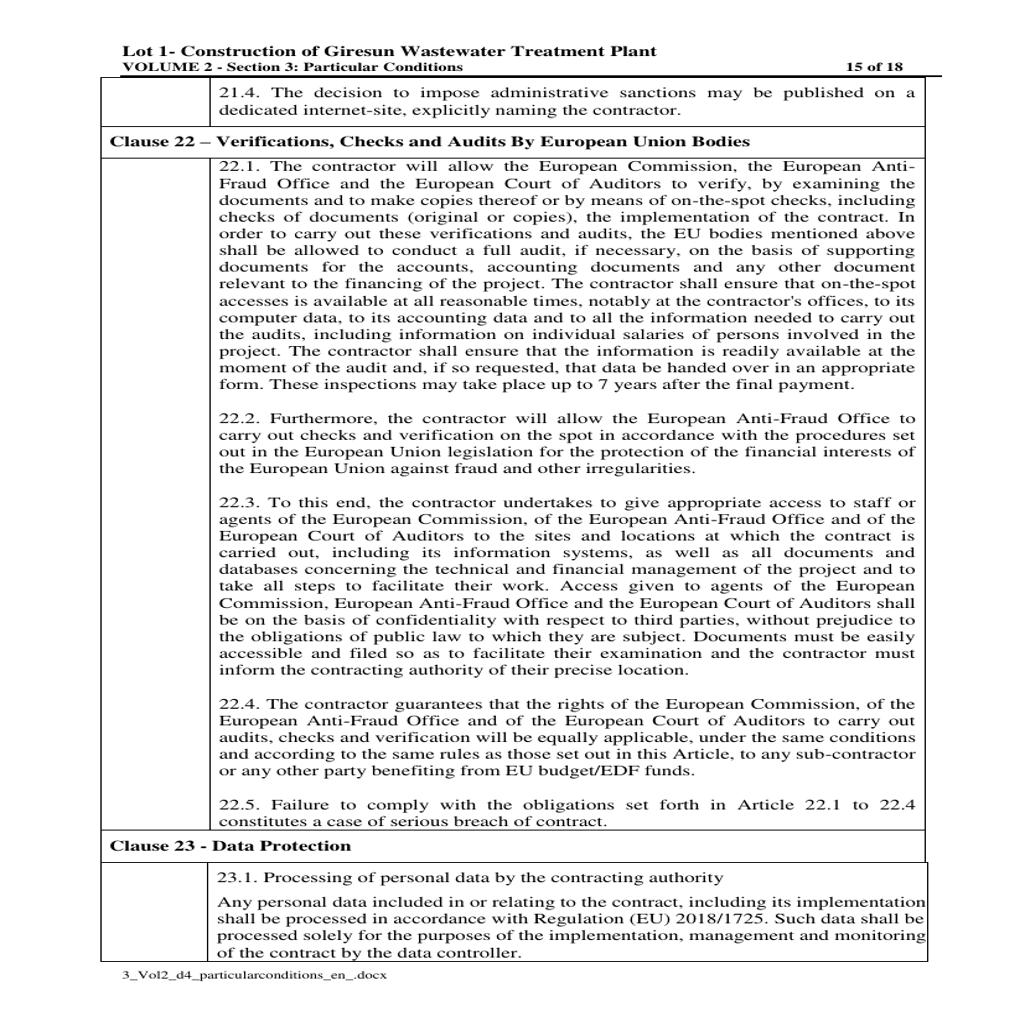 Lot 1- Construction of Giresun Wastewater Treatment Plant
VOLUME 2 - Section 3: Particular Conditions 15 of 18
21.4. The decision to impose administrative sanctions may be published on a
dedicated internet-site, explicitly naming the contractor.
Clause 22 – Verifications, Checks and Audits By European Union Bodies
22.1. The contractor will allow the European Commission, the European Anti-
Fraud Office and the European Court of Auditors to verify, by examining the
documents and to make copies thereof or by means of on-the-spot checks, including
checks of documents (original or copies), the implementation of the contract. In
order to carry out these verifications and audits, the EU bodies mentioned above
shall be allowed to conduct a full audit, if necessary, on the basis of supporting
documents for the accounts, accounting documents and any other document
relevant to the financing of the project. The contractor shall ensure that on-the-spot
accesses is available at all reasonable times, notably at the contractor's offices, to its
computer data, to its accounting data and to all the information needed to carry out
the audits, including information on individual salaries of persons involved in the
project. The contractor shall ensure that the information is readily available at the
moment of the audit and, if so requested, that data be handed over in an appropriate
form. These inspections may take place up to 7 years after the final payment.
22.2. Furthermore, the contractor will allow the European Anti-Fraud Office to
carry out checks and verification on the spot in accordance with the procedures set
out in the European Union legislation for the protection of the financial interests of
the European Union against fraud and other irregularities.
22.3. To this end, the contractor undertakes to give appropriate access to staff or
agents of the European Commission, of the European Anti-Fraud Office and of the
European Court of Auditors to the sites and locations at which the contract is
carried out, including its information systems, as well as all documents and
databases concerning the technical and financial management of the project and to
take all steps to facilitate their work. Access given to agents of the European
Commission, European Anti-Fraud Office and the European Court of Auditors shall
be on the basis of confidentiality with respect to third parties, without prejudice to
the obligations of public law to which they are subject. Documents must be easily
accessible and filed so as to facilitate their examination and the contractor must
inform the contracting authority of their precise location.
22.4. The contractor guarantees that the rights of the European Commission, of the
European Anti-Fraud Office and of the European Court of Auditors to carry out
audits, checks and verification will be equally applicable, under the same conditions
and according to the same rules as those set out in this Article, to any sub-contractor
or any other party benefiting from EU budget/EDF funds.
22.5. Failure to comply with the obligations set forth in Article 22.1 to 22.4
constitutes a case of serious breach of contract.
Clause 23 - Data Protection
23.1. Processing of personal data by the contracting authority
Any personal data included in or relating to the contract, including its implementation
shall be processed in accordance with Regulation (EU) 2018/1725. Such data shall be
processed solely for the purposes of the implementation, management and monitoring
of the contract by the data controller.
3_Vol2_d4_particularconditions_en_.docx